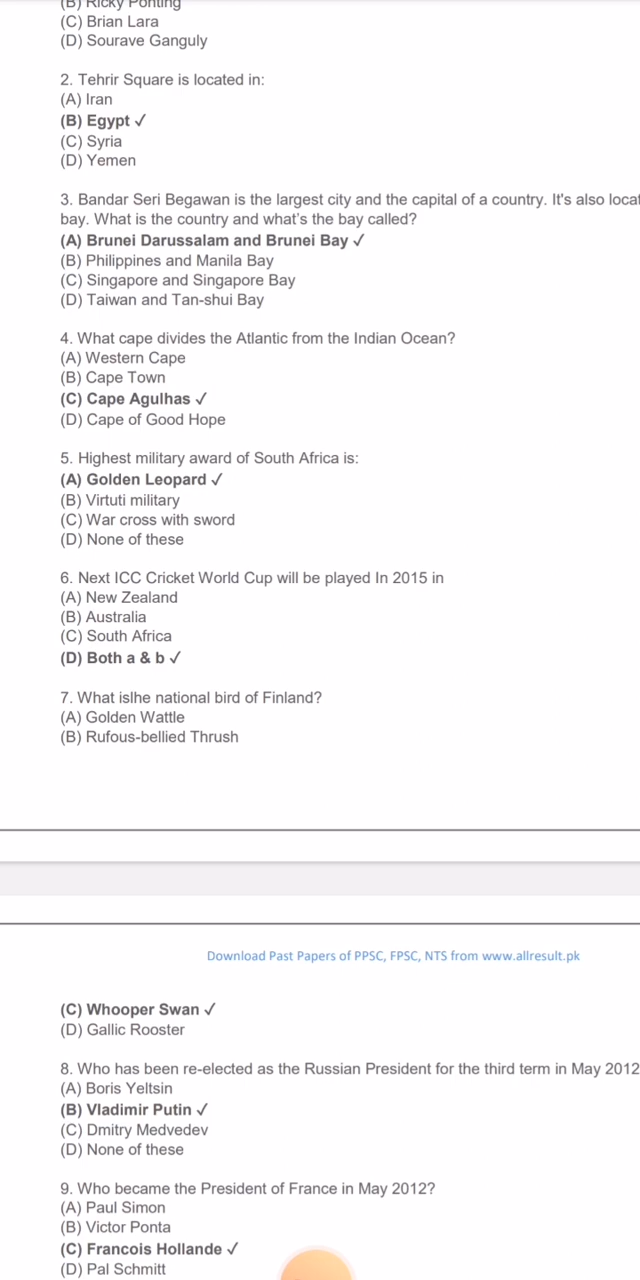 (B) Ricky Ponting
(C) Brian Lara
(D) Sourave Ganguly
2. Tehrir Square is located in:
(A) Iran
(B) Egypt ✓
(C) Syria
(D) Yemen
3. Bandar Seri Begawan is the largest city and the capital of a country. It's also locat
bay. What is the country and what's the bay called?
(A) Brunei Darussalam and Brunei Bay ✓
(B) Philippines and Manila Bay
(C) Singapore and Singapore Bay
(D) Taiwan and Tan-shui Bay
4. What cape divides the Atlantic from the Indian Ocean?
(A) Western Cape
(B) Cape Town
(C) Cape Agulhas ✓
(D) Cape of Good Hope
5. Highest military award of South Africa is:
(A) Golden Leopard ✓
(B) Virtuti military
(C) War cross with sword
(D) None of these
6. Next ICC Cricket World Cup will be played In 2015 in
(A) New Zealand
(B) Australia
(C) South Africa
(D) Both a & b ✓
7. What islhe national bird of Finland?
(A) Golden Wattle
(B) Rufous-bellied Thrush
Download Past Papers of PPSC, FPSC, NTS from www.allresult.pk
(C) Whooper Swan ✓
(D) Gallic Rooster
8. Who has been re-elected as the Russian President for the third term in May 2012
(A) Boris Yeltsin
(B) Vladimir Putin ✓
(C) Dmitry Medvedev
(D) None of these
9. Who became the President of France in May 2012?
(A) Paul Simon
(B) Victor Ponta
(C) Francois Hollande ✓
(D) Pal Schmitt